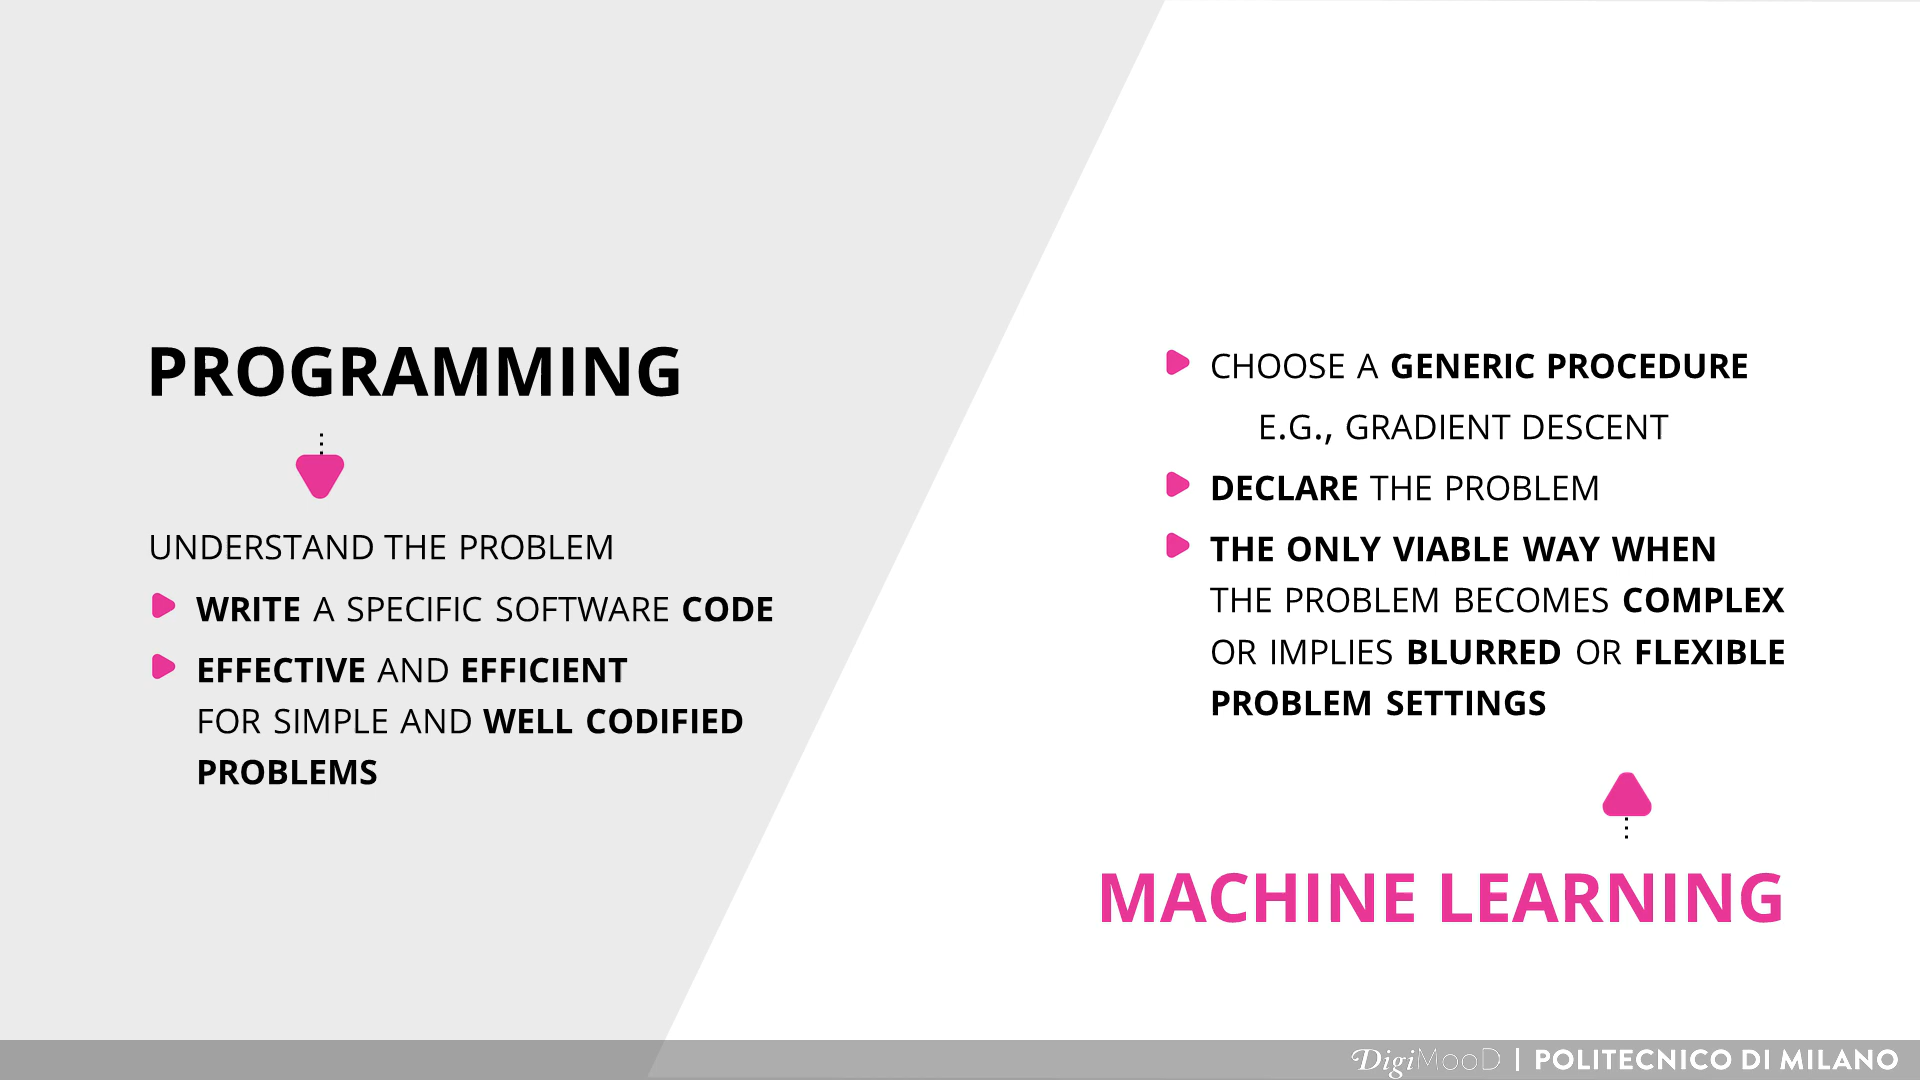 PROGRAMMING
UNDERSTAND THE PROBLEM
WRITE A SPECIFIC SOFTWARE CODE
EFFECTIVE AND EFFICIENT
FOR SIMPLE AND WELL CODIFIED
PROBLEMS
CHOOSE A GENERIC PROCEDURE
E.G., GRADIENT DESCENT
DECLARE THE PROBLEM
THE ONLY VIABLE WAY WHEN
THE PROBLEM BECOMES COMPLEX
OR IMPLIES BLURRED OR FLEXIBLE
PROBLEM SETTINGS
MACHINE LEARNING
DigiMooD | POLITECNICO DI MILANO